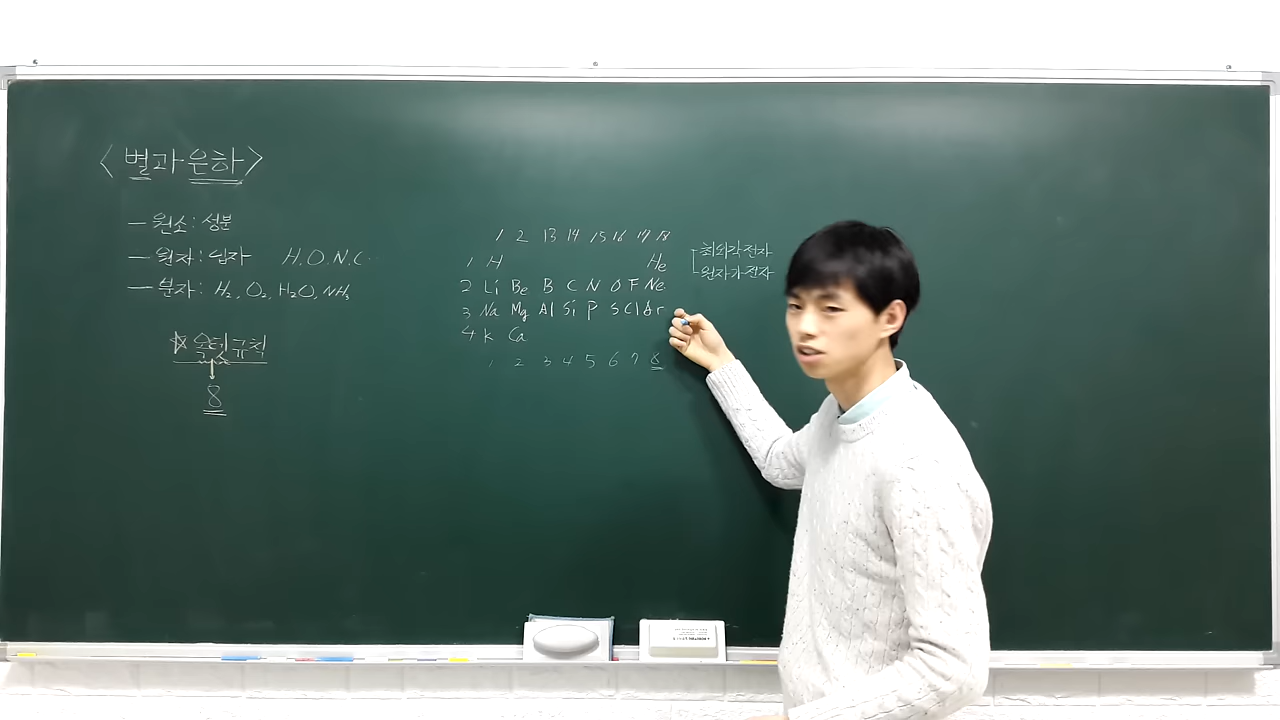 <별과 은하>
- 원소 : 성분
- 원자 : 입자 H, O, N, C ...
- 분자 : H₂, O₂, H₂O, NH₃
☆ 옥텟 규칙
8
1 2 13 14 15 16 17 18
1 H He
2 Li Be B C N O F Ne
3 Na Mg Al Si P S Cl Ar
4 K Ca
1 2 3 4 5 6 7 8
최외각 전자
원자가 전자